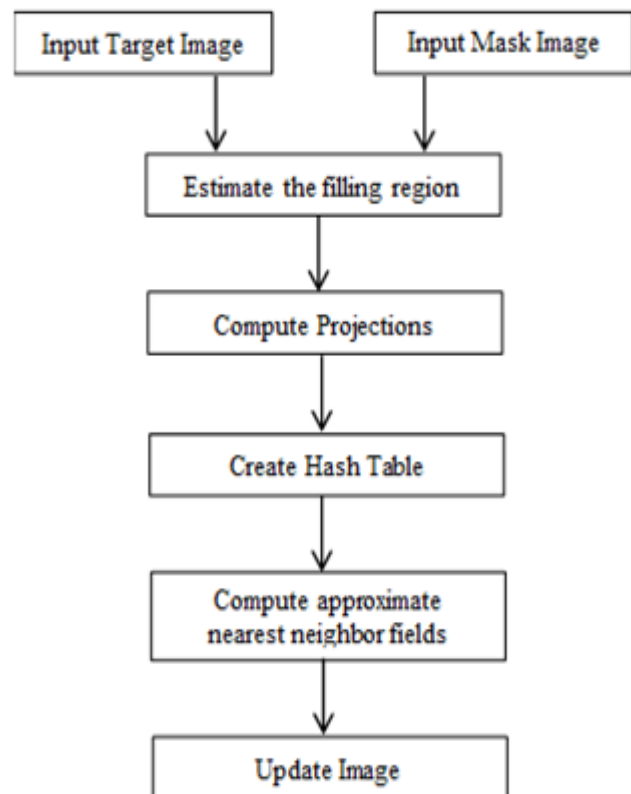 Input Target Image
Input Mask Image
Estimate the filling region
Compute Projections
Create Hash Table
Compute approximate
nearest neighbor fields
Update Image